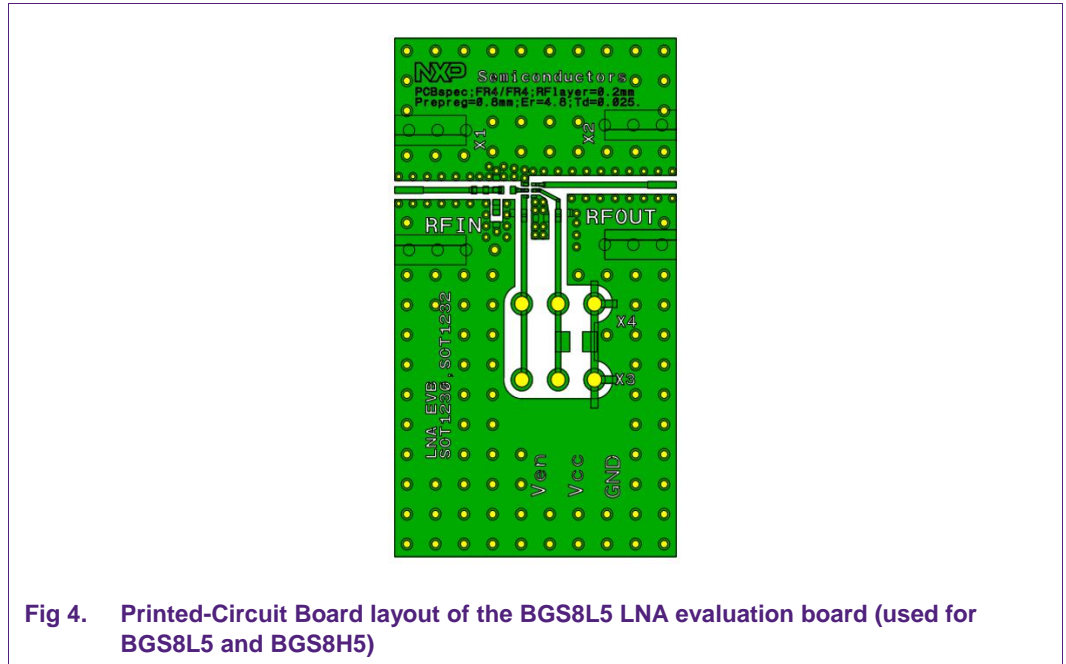 NXP Semiconductors
PCBspec;FR4/FR4;RFlayer=0.2mm
Prepreg=0.8mm;Er=4.8;Td=0.025.
X1
X2
RFIN
RFOUT
X4
X3
LNA EVB
SOT1230,SOT1232
Ven
Vcc
GND
Fig 4. Printed-Circuit Board layout of the BGS8L5 LNA evaluation board (used for
BGS8L5 and BGS8H5)